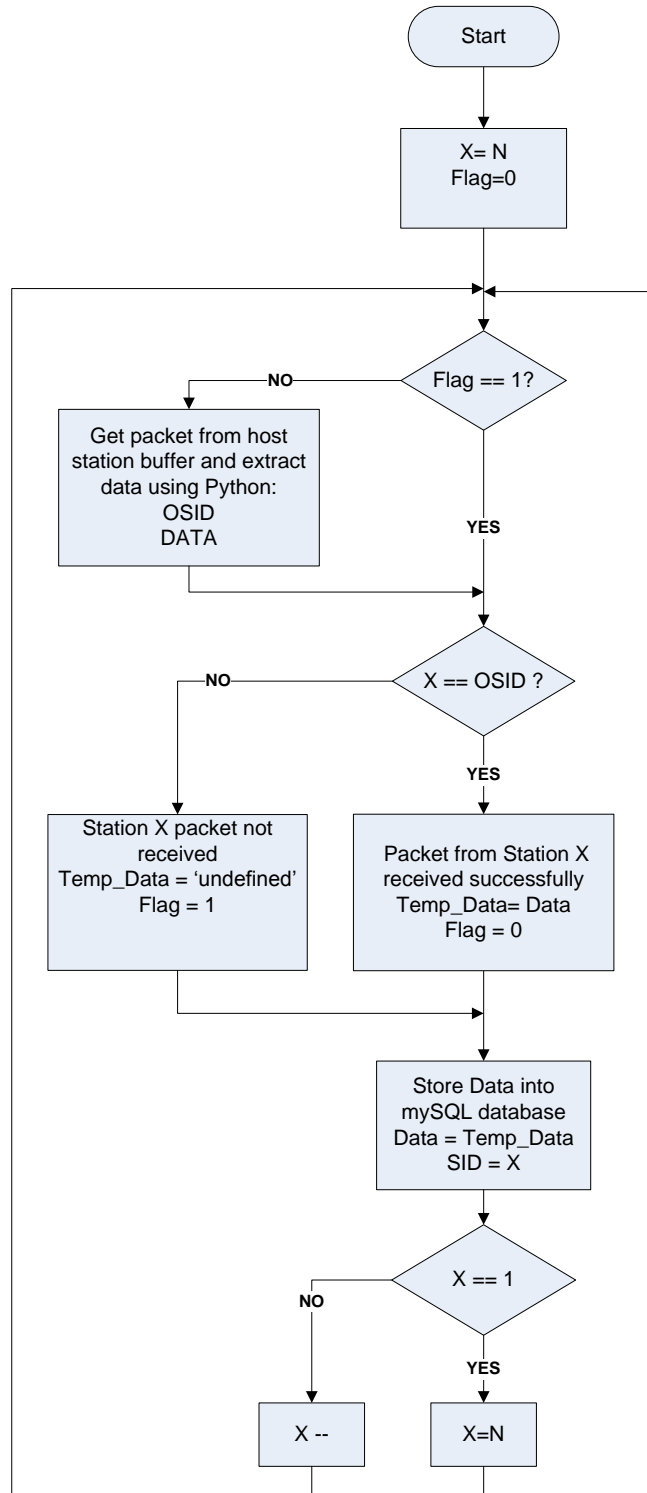 Start
X= N
Flag=0
Flag == 1?
NO
Get packet from host
station buffer and extract
data using Python:
OSID
DATA
YES
X == OSID ?
NO
YES
Station X packet not
received
Temp_Data = ‘undefined’
Flag = 1
Packet from Station X
received successfully
Temp_Data= Data
Flag = 0
Store Data into
mySQL database
Data = Temp_Data
SID = X
X == 1
NO
YES
X --
X=N